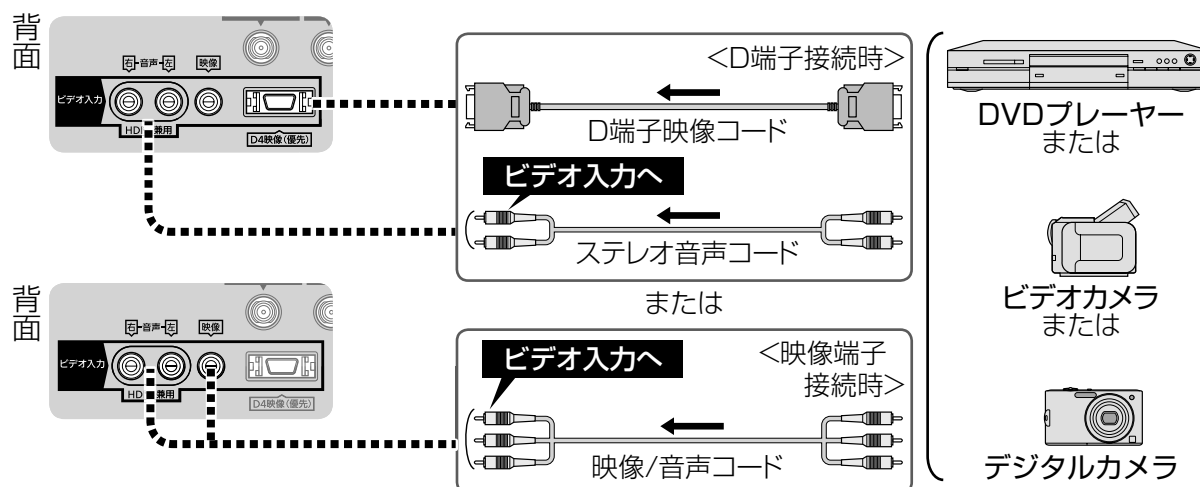 背面
右-音声-左
映像
ビデオ入力
HD
兼用
D4映像(優先)
<D端子接続時>
D端子映像コード
ビデオ入力へ
ステレオ音声コード
または
背面
右-音声-左
映像
ビデオ入力
HD
兼用
D4映像(優先)
ビデオ入力へ
<映像端子
接続時>
映像/音声コード
DVDプレーヤー
または
ビデオカメラ
または
デジタルカメラ